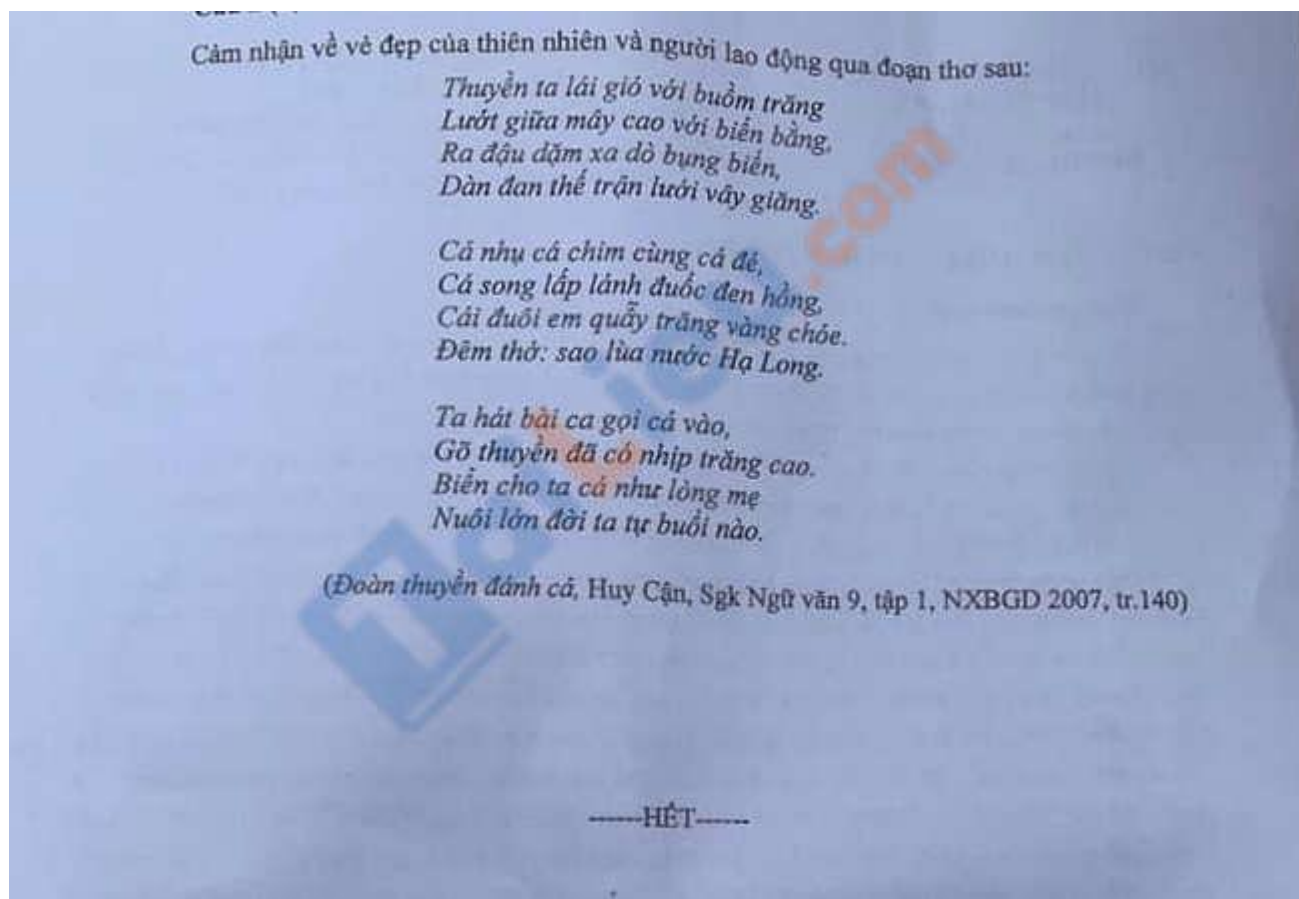 Cảm nhận về vẻ đẹp của thiên nhiên và người lao động qua đoạn thơ sau:
Thuyền ta lái gió với buồm trăng
Lướt giữa mây cao với biển bằng,
Ra đậu dặm xa dò bụng biển,
Dàn đan thế trận lưới vây giăng.
Cá nhụ cá chim cùng cá đé,
Cá song lấp lánh đuốc đen hồng,
Cái đuôi em quẫy trăng vàng chóe.
Đêm thở: sao lùa nước Hạ Long.
Ta hát bài ca gọi cá vào,
Gõ thuyền đã có nhịp trăng cao.
Biển cho ta cá như lòng mẹ
Nuôi lớn đời ta tự buổi nào.
(Đoàn thuyền đánh cá, Huy Cận, Sgk Ngữ văn 9, tập 1, NXBGD 2007, tr.140)
------HẾT------